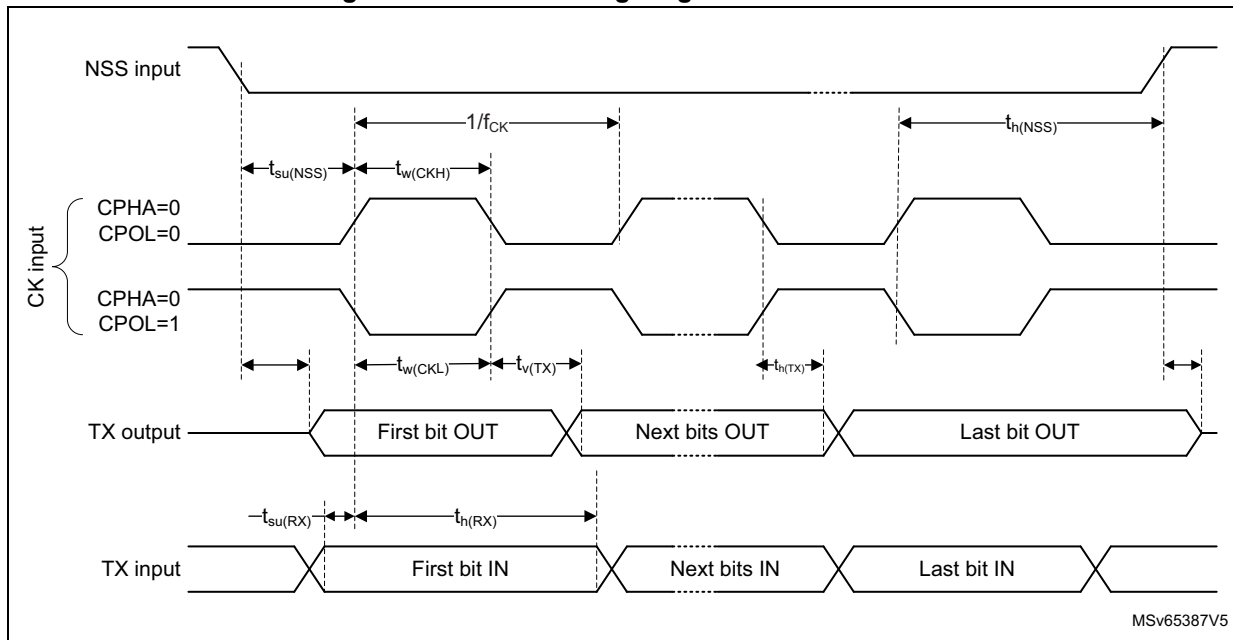 NSS input
1/fCK
th(NSS)
tsu(NSS)
tw(CKH)
CK input
CPHA=0
CPOL=0
CPHA=0
CPOL=1
tw(CKL)
tv(TX)
th(TX)
TX output
First bit OUT
Next bits OUT
Last bit OUT
tsu(RX)
th(RX)
TX input
First bit IN
Next bits IN
Last bit IN
MSv65387V5